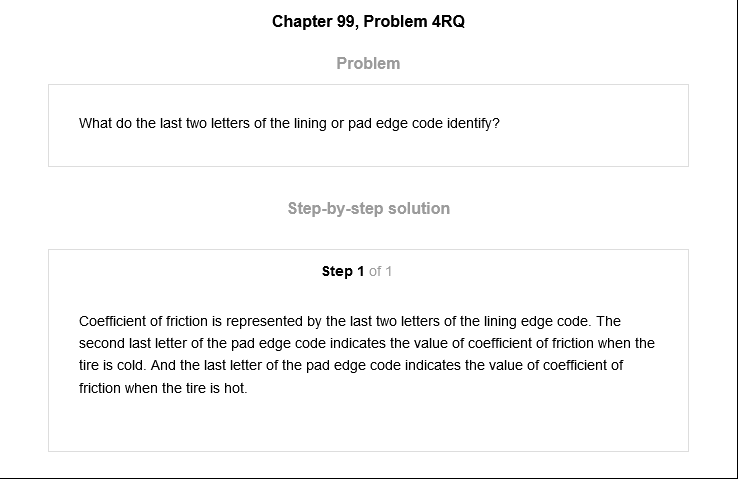 Chapter 99, Problem 4RQ
Problem
What do the last two letters of the lining or pad edge code identify?
Step-by-step solution
Step 1 of 1
Coefficient of friction is represented by the last two letters of the lining edge code. The
second last letter of the pad edge code indicates the value of coefficient of friction when the
tire is cold. And the last letter of the pad edge code indicates the value of coefficient of
friction when the tire is hot.